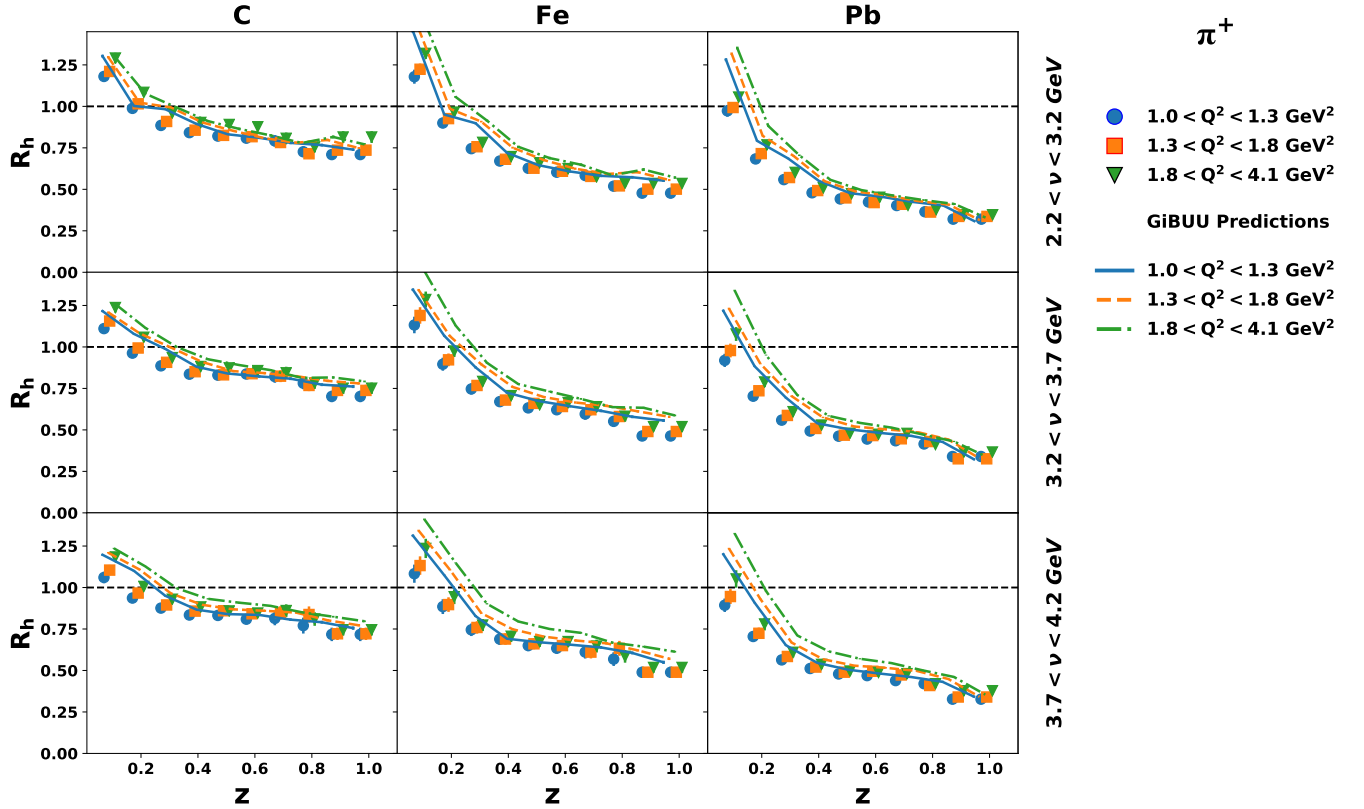 C Fe Pb
π⁺
1.25
1.00
0.75
0.50
0.25
0.00
R_h
2.2 < ν < 3.2 GeV
1.0 < Q² < 1.3 GeV²
1.3 < Q² < 1.8 GeV²
1.8 < Q² < 4.1 GeV²
GiBUU Predictions
1.0 < Q² < 1.3 GeV²
1.3 < Q² < 1.8 GeV²
1.8 < Q² < 4.1 GeV²
1.25
1.00
0.75
0.50
0.25
0.00
R_h
3.2 < ν < 3.7 GeV
1.25
1.00
0.75
0.50
0.25
0.00
R_h
3.7 < ν < 4.2 GeV
0.2 0.4 0.6 0.8 1.0 0.2 0.4 0.6 0.8 1.0 0.2 0.4 0.6 0.8 1.0
z z z